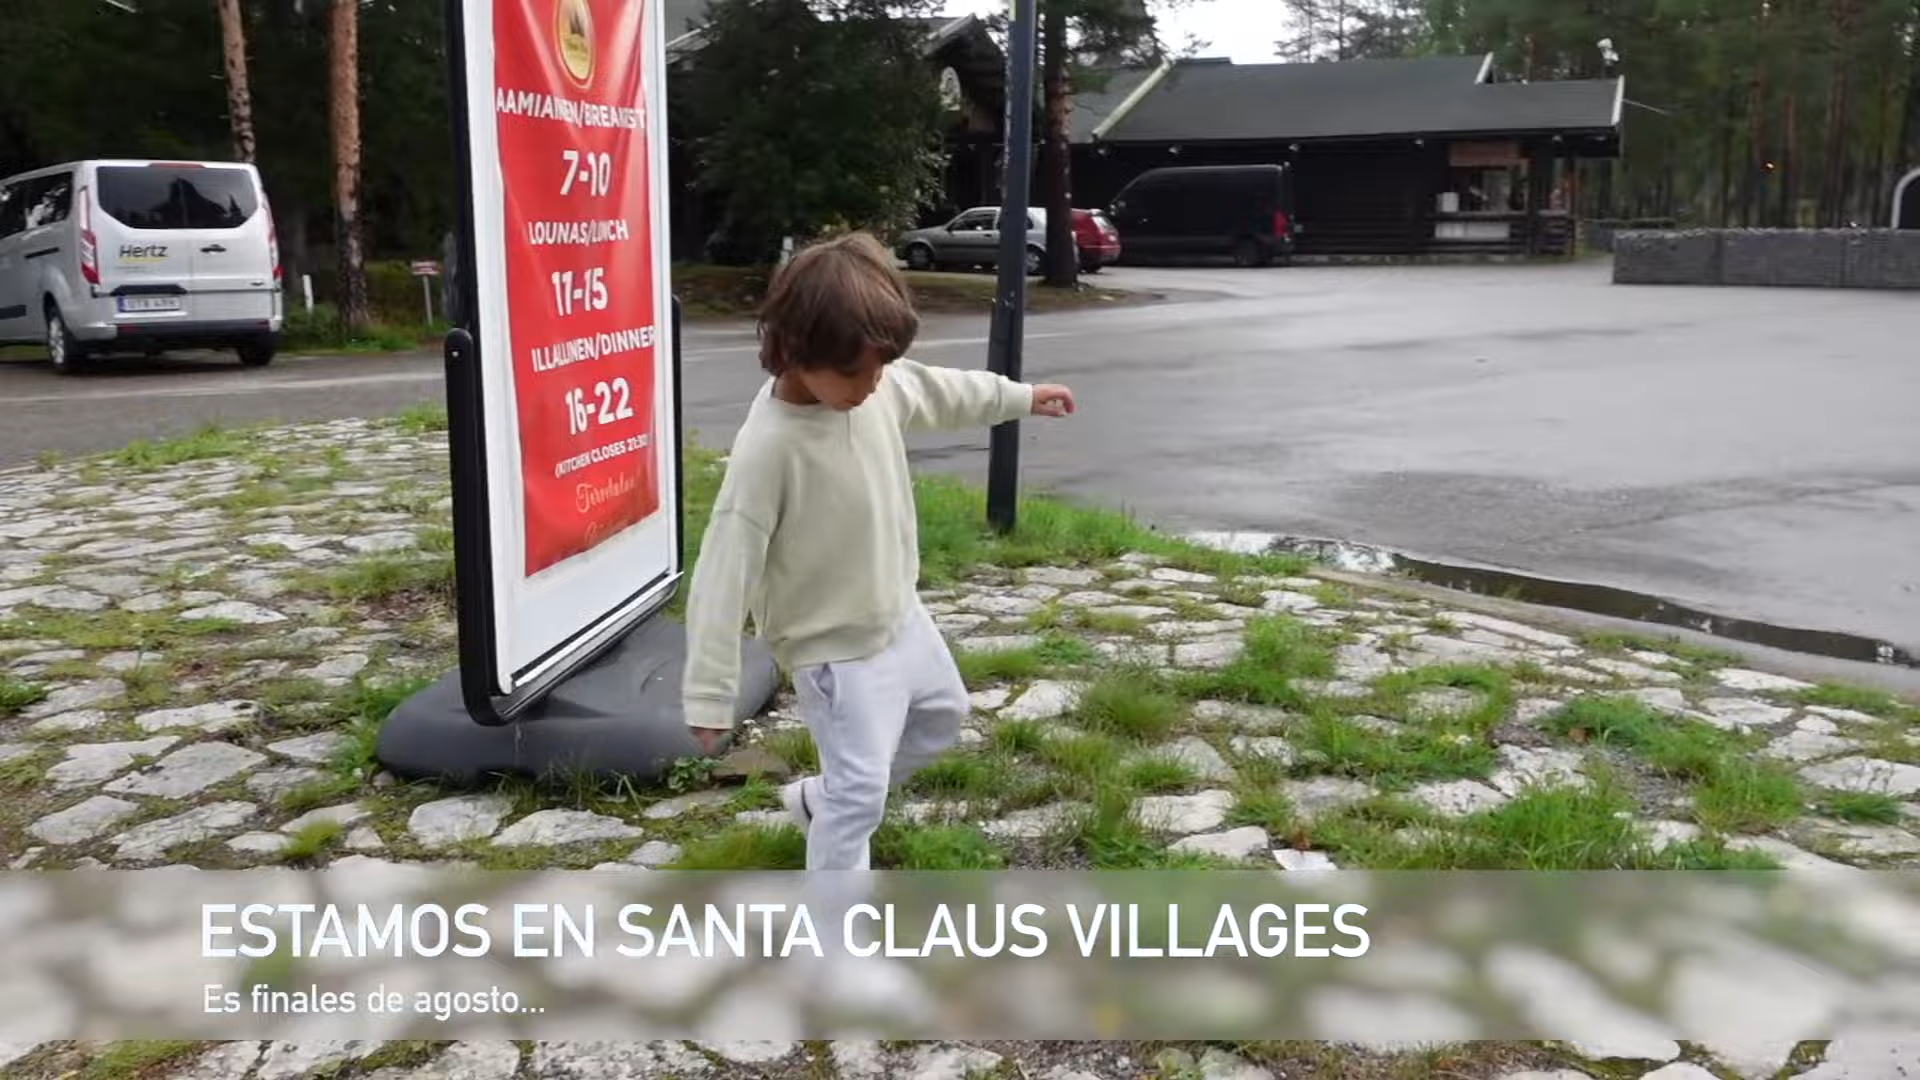 AAMIAINEN/BREAKFST
7-10
LOUNAS/LUNCH
11-15
ILLALLINEN/DINNER
16-22
(KITCHEN CLOSES 21:30)
Hertz
ESTAMOS EN SANTA CLAUS VILLAGES
Es finales de agosto...